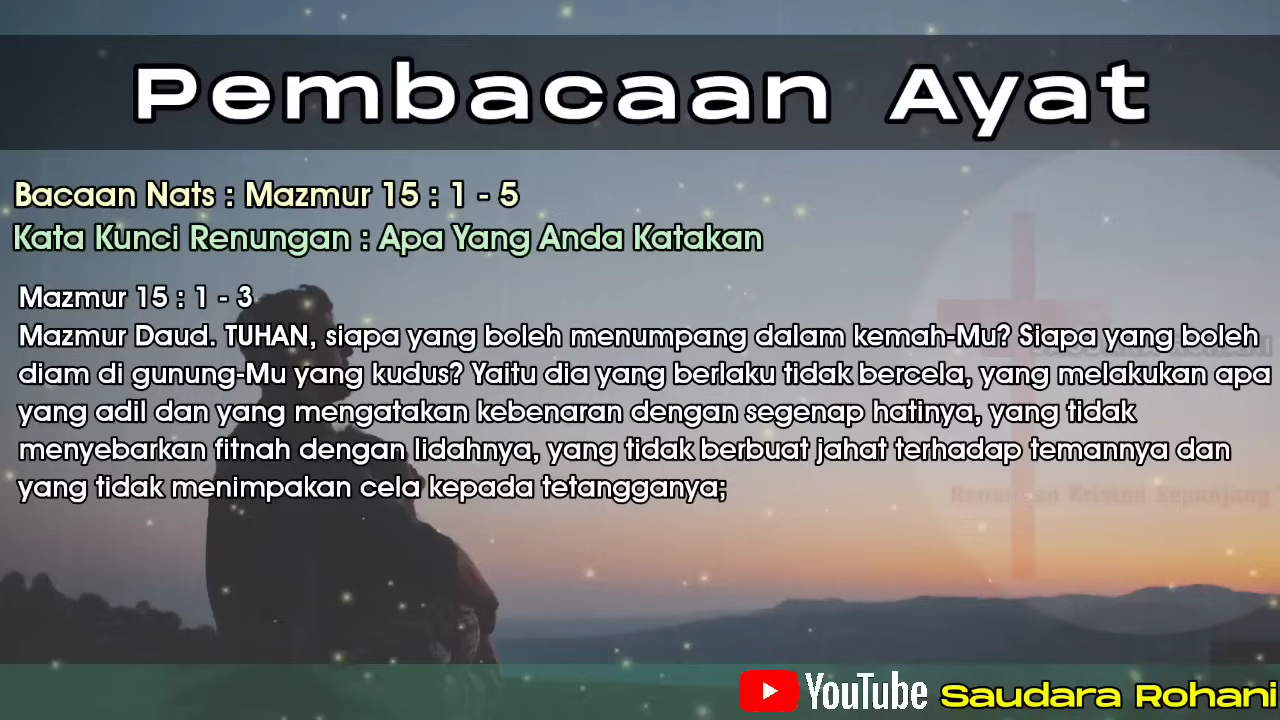 Pembacaan Ayat
Bacaan Nats : Mazmur 15 : 1 - 5
Kata Kunci Renungan : Apa Yang Anda Katakan
Mazmur 15 : 1 - 3
Mazmur Daud. TUHAN, siapa yang boleh menumpang dalam kemah-Mu? Siapa yang boleh
diam di gunung-Mu yang kudus? Yaitu dia yang berlaku tidak bercela, yang melakukan apa
yang adil dan yang mengatakan kebenaran dengan segenap hatinya, yang tidak
menyebarkan fitnah dengan lidahnya, yang tidak berbuat jahat terhadap temannya dan
yang tidak menimpakan cela kepada tetangganya;
Renungan Kristen Sepanjang
YouTube Saudara Rohani